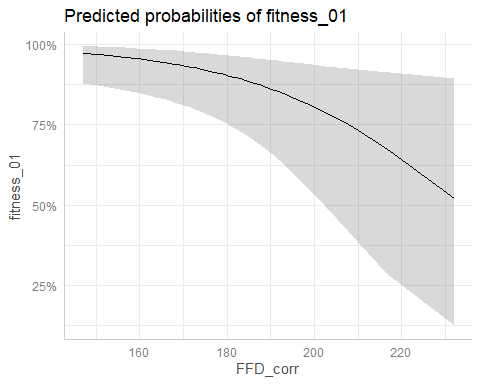 Predicted probabilities of fitness_01
100%
75%
50%
25%
fitness_01
160 180 200 220
FFD_corr